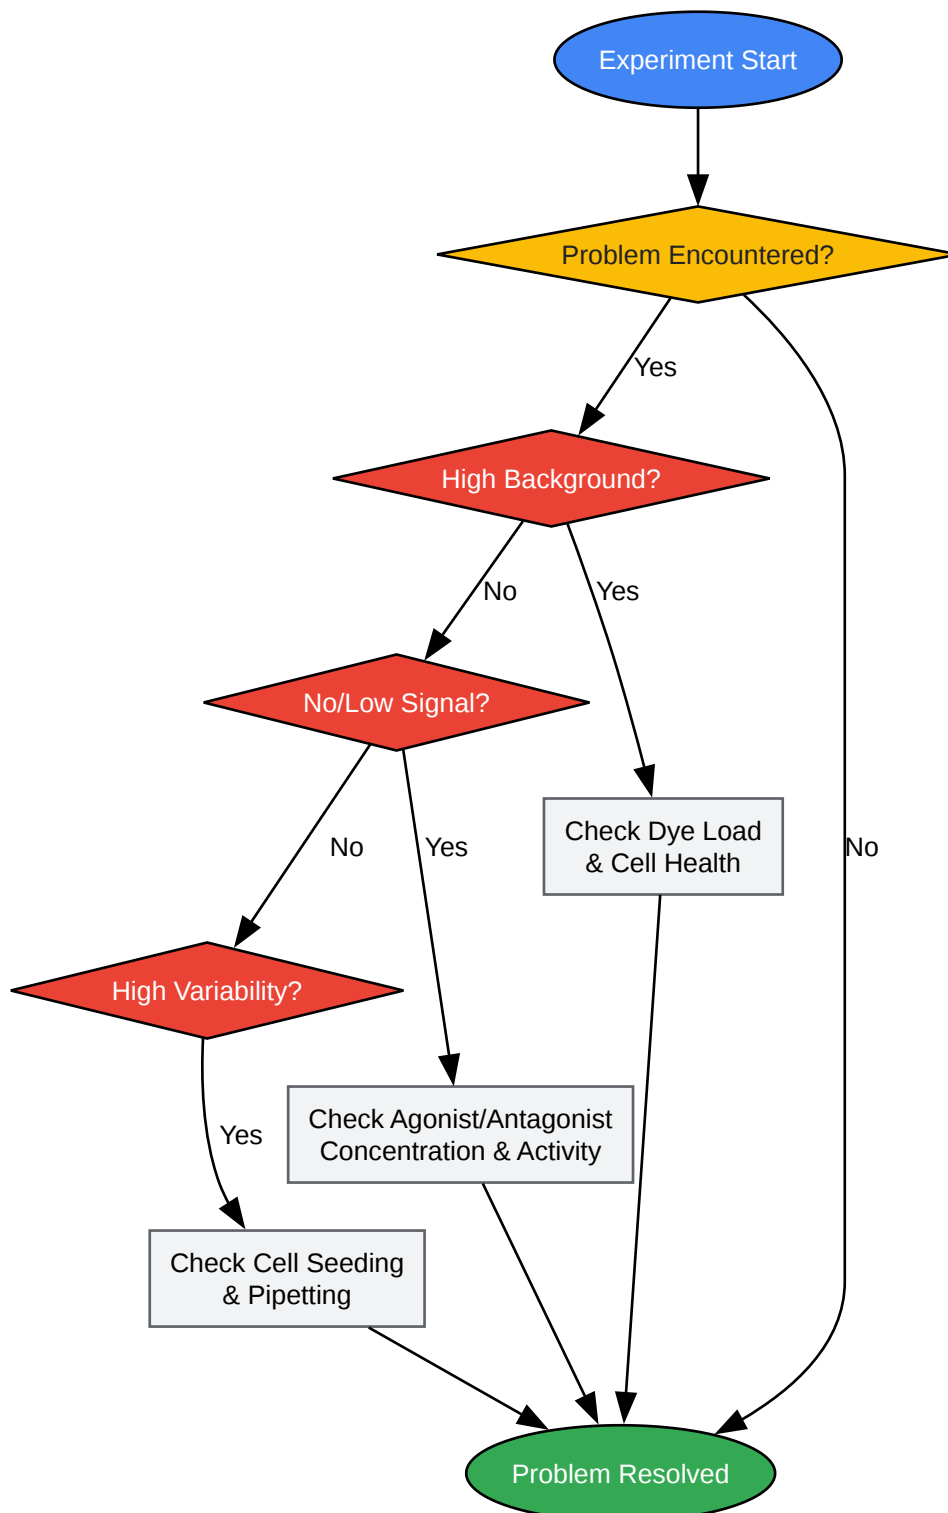 Experiment Start
Problem Encountered?
Yes
High Background?
No
Yes
No/Low Signal?
Check Dye Load
& Cell Health
No
Yes
No
High Variability?
Check Agonist/Antagonist
Concentration & Activity
Yes
Check Cell Seeding
& Pipetting
Problem Resolved